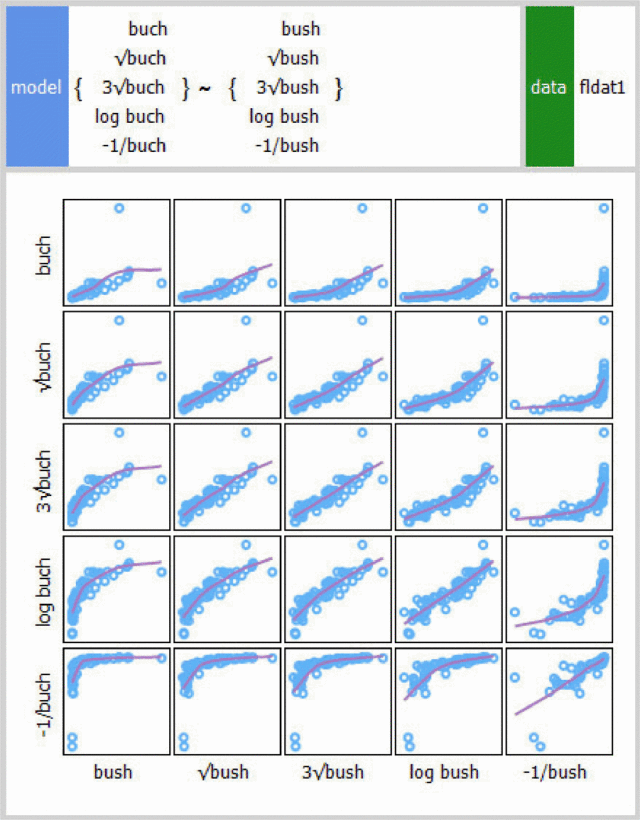 buch bush
√buch √bush
model { 3√buch } ~ { 3√bush } data fldat1
log buch log bush
-1/buch -1/bush
buch
√buch
3√buch
log buch
-1/buch
bush √bush 3√bush log bush -1/bush